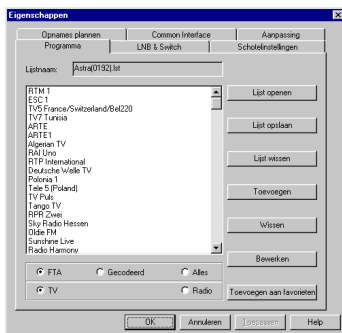 Eigenschappen
Opnames plannen
Common Interface
Aanpassing
Programma
LNB & Switch
Schotelinstellingen
Lijstnaam:
Astra(0192).lst
RTM 1
ESC 1
TV5 France/Switzerland/Bel220
TV7 Tunisia
ARTE
ARTE1
Algerian TV
RAI Uno
RTP International
Deutsche Welle TV
Polonia 1
Tele 5 (Poland)
TV Puls
Tango TV
RPR Zwei
Sky Radio Hessen
Oldie FM
Sunshine Live
Radio Harmony
Lijst openen
Lijst opslaan
Lijst wissen
Toevoegen
Wissen
Bewerken
Toevoegen aan favorieten
FTA
Gecodeerd
Alles
TV
Radio
OK
Annuleren
Toepassen
Help